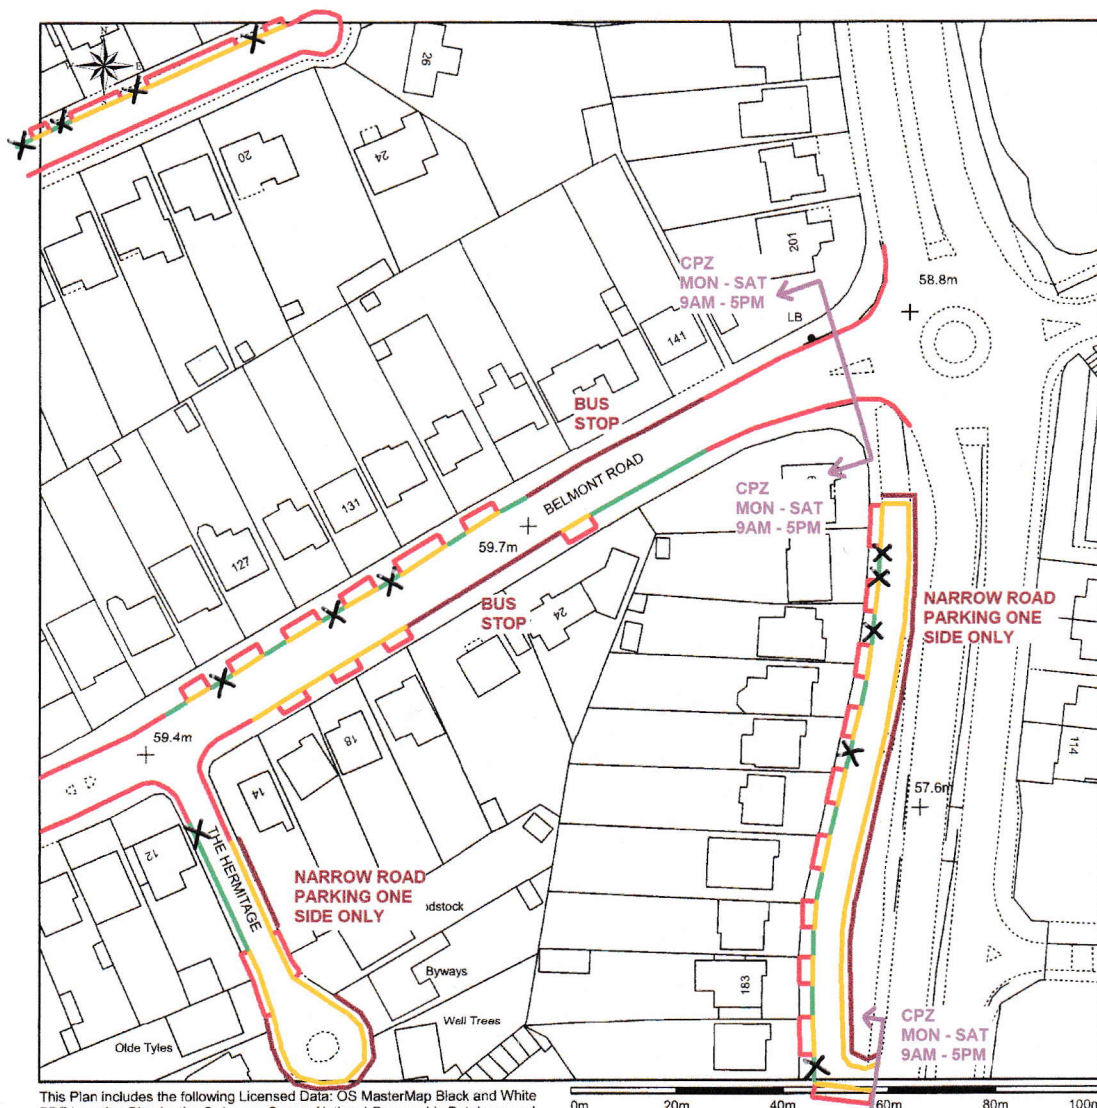 N
W
E
S
26
20
24
201
58.8m
CPZ
MON - SAT
9AM - 5PM
LB
141
BUS
STOP
BELMONT ROAD
131
59.7m
127
CPZ
MON - SAT
9AM - 5PM
BUS
STOP
24
NARROW ROAD
PARKING ONE
SIDE ONLY
59.4m
18
14
114
57.6m
12
THE HERMITAGE
NARROW ROAD
PARKING ONE
SIDE ONLY
dstock
Byways
183
Well Trees
Olde Tyles
CPZ
MON - SAT
9AM - 5PM
This Plan includes the following Licensed Data: OS MasterMap Black and White
0m
20m
40m
60m
80m
100m